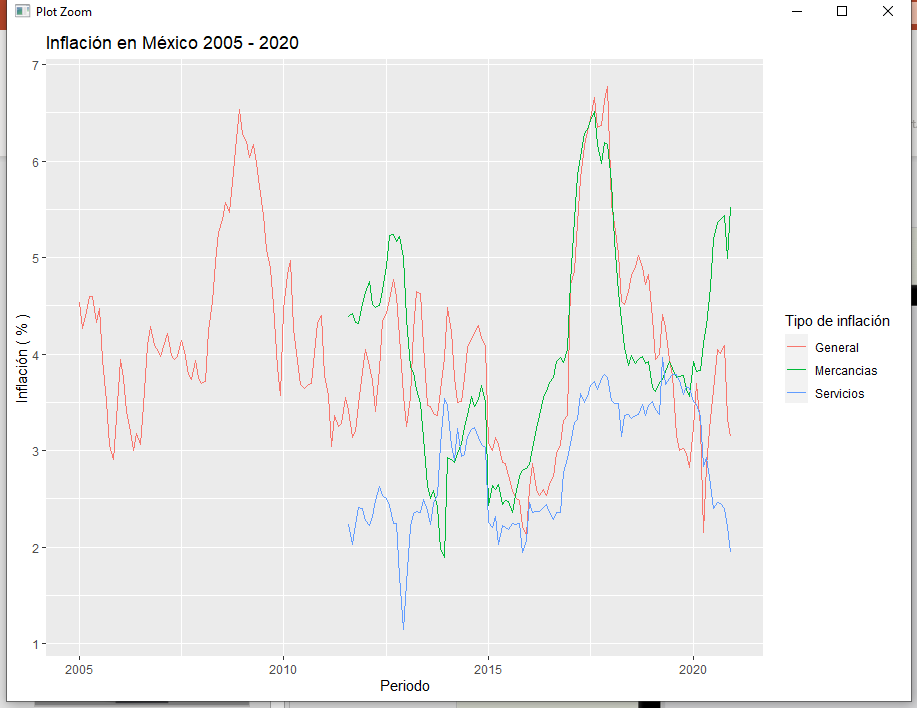 Plot Zoom
Inflación en México 2005 - 2020
7
6
5
4
3
2
1
Inflación ( % )
2005
2010
2015
2020
Periodo
Tipo de inflación
General
Mercancias
Servicios